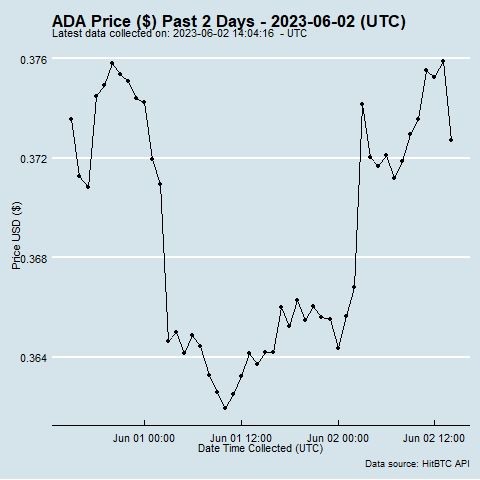 ADA Price ($) Past 2 Days - 2023-06-02 (UTC)
Latest data collected on: 2023-06-02 14:04:16 - UTC
0.376
0.372
0.368
0.364
Price USD ($)
Jun 01 00:00 Jun 01 12:00 Jun 02 00:00 Jun 02 12:00
Date Time Collected (UTC)
Data source: HitBTC API